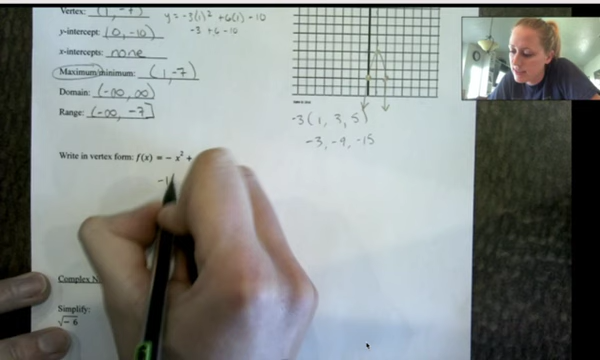 Vertex: (1, -7)
y = -3(1)² + 6(1) - 10
-3 + 6 - 10
y-intercept: (0, -10)
x-intercepts: none
Maximum/minimum: (1, -7)
Domain: (-∞, ∞)
Range: (-∞, -7]
-3(1, 3, 5)
-3, -9, -15
Write in vertex form: f(x) = - x² +
Complex
Simplify:
√-6